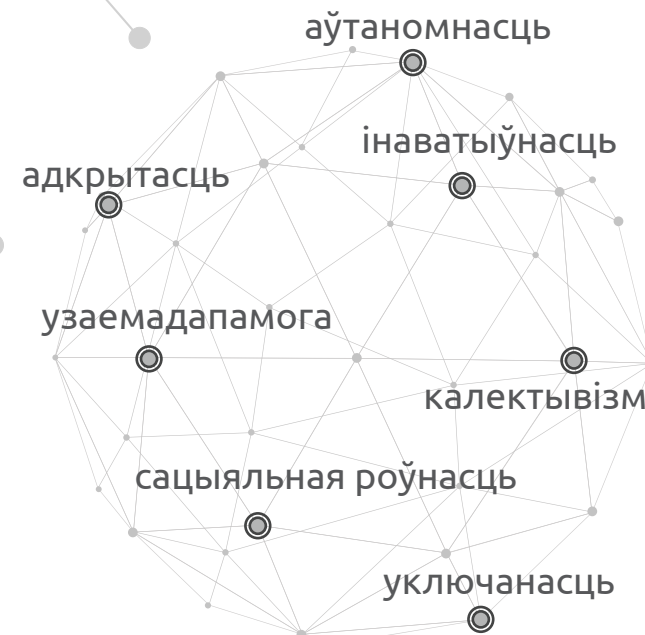 аўтаномнасць
інаватыўнасць
адкрытасць
узаемадапамога
калектывізм
сацыяльная роўнасць
уключанасць